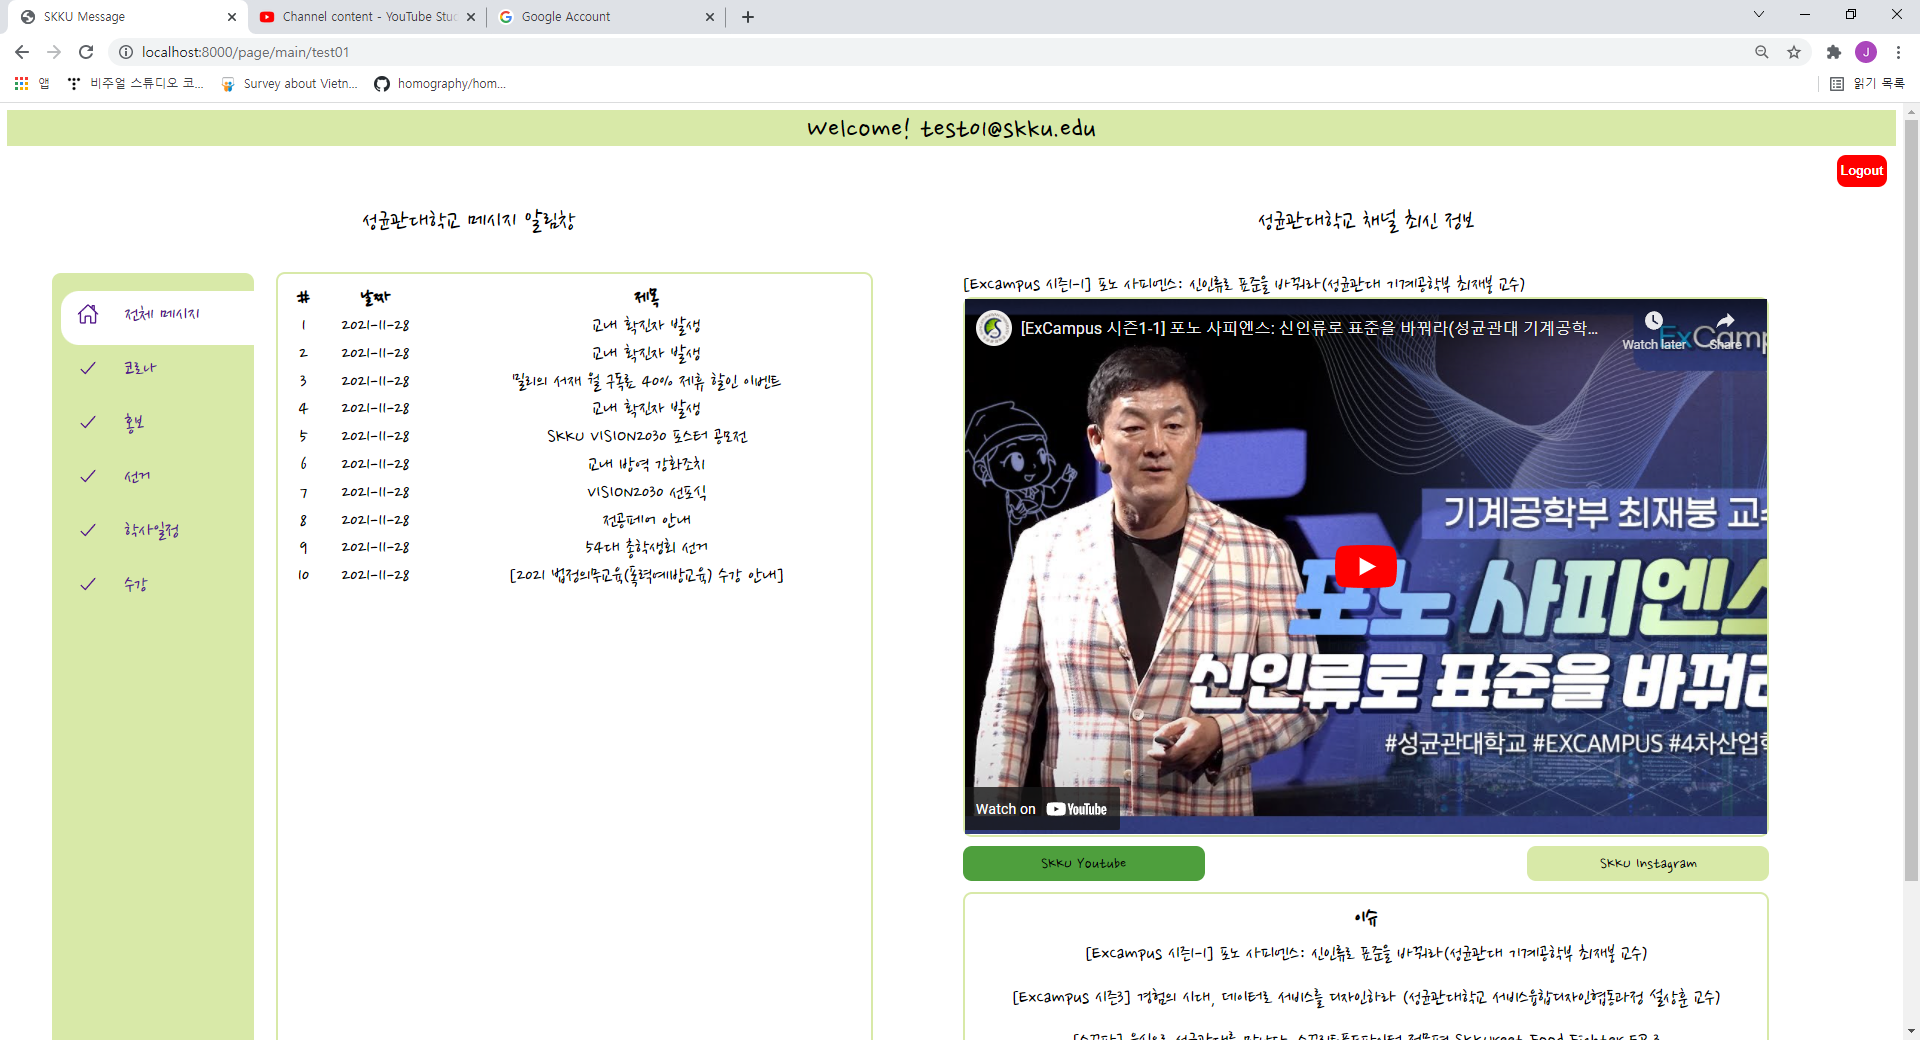 SKKU Message
Channel content - YouTube Stud
Google Account
localhost:8000/page/main/test01
앱
비주얼 스튜디오 코...
Survey about Vietn...
homography/hom...
읽기 목록
J
Welcome! test01@skku.edu
Logout
성균관대학교 메시지 알림창
성균관대학교 채널 최신 정보
전체 메시지
코로나
홍보
선거
학사일정
수강
# 날짜 제목
1 2021-11-28 교내 확진자 발생
2 2021-11-28 교내 확진자 발생
3 2021-11-28 밀리의 서재 월 구독료 40% 제휴 할인 이벤트
4 2021-11-28 교내 확진자 발생
5 2021-11-28 SKKU VISION2030 포스터 공모전
6 2021-11-28 교내 방역 강화조치
7 2021-11-28 VISION2030 선포식
8 2021-11-28 전공페어 안내
9 2021-11-28 54대 총학생회 선거
10 2021-11-28 [2021 법정의무교육(폭력예방교육) 수강 안내]
[Excampus 시즌1-1] 포노 사피엔스: 신인류로 표준을 바꿔라(성균관대 기계공학부 최재붕 교수)
[ExCampus 시즌1-1] 포노 사피엔스: 신인류로 표준을 바꿔라(성균관대 기계공학...
Watch later
Share
ExCamp
기계공학부 최재붕 교수
포노 사피엔스
신인류로 표준을 바꿔라
#성균관대학교 #EXCAMPUS #4차산업혁
Watch on YouTube
SKKU Youtube
SKKU Instagram
이슈
[Excampus 시즌1-1] 포노 사피엔스: 신인류로 표준을 바꿔라(성균관대 기계공학부 최재붕 교수)
[Excampus 시즌3] 경험의 시대, 데이터로 서비스를 디자인하라 (성균관대학교 서비스융합디자인협동과정 설상훈 교수)